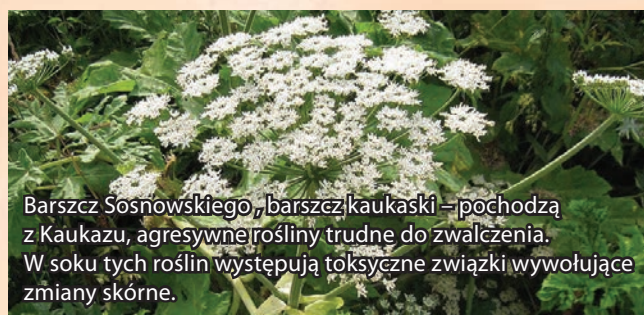 Barszcz Sosnowskiego , barszcz kaukaski – pochodzą
z Kaukazu, agresywne rośliny trudne do zwalczenia.
W soku tych roślin występują toksyczne związki wywołujące
zmiany skórne.